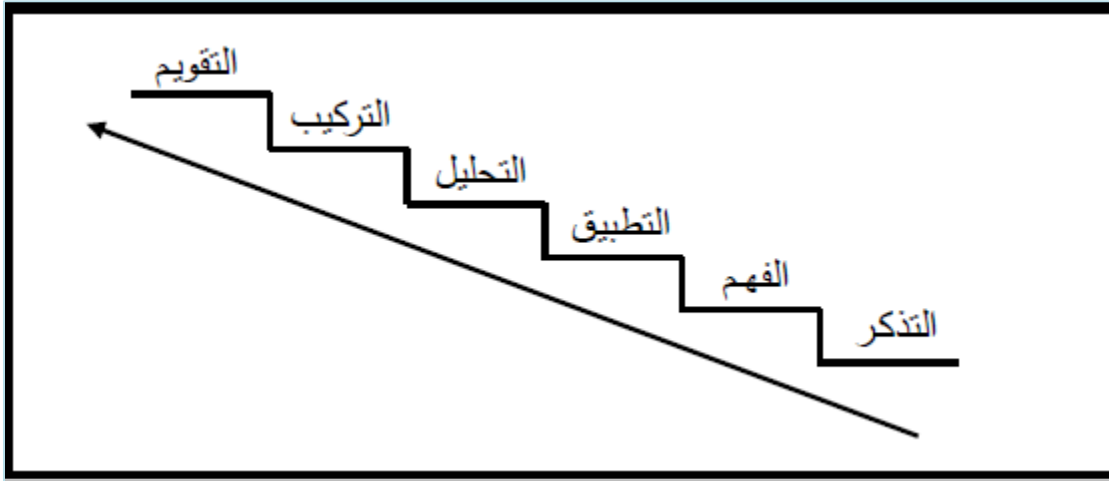 التقويم
التركيب
التحليل
التطبيق
الفهم
التذكر